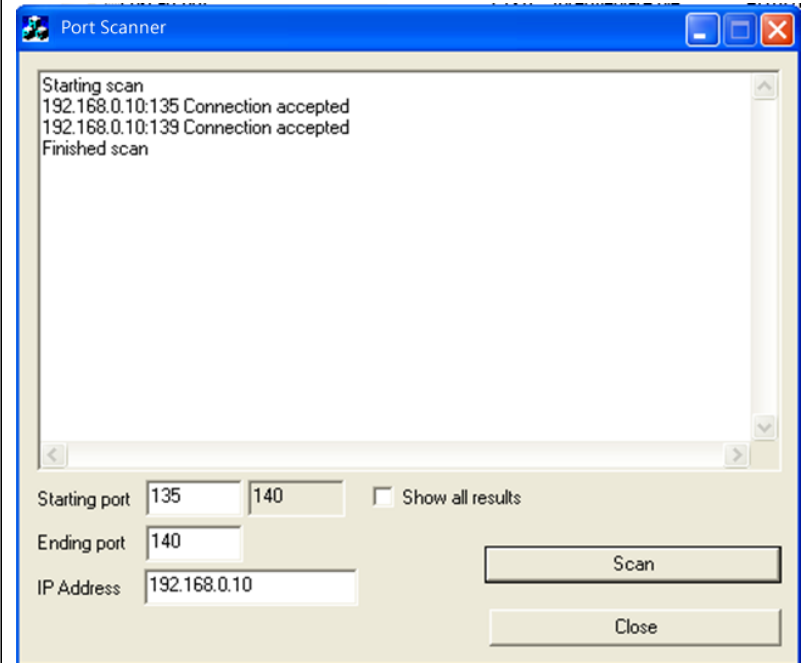 Port Scanner
Starting scan
192.168.0.10:135 Connection accepted
192.168.0.10:139 Connection accepted
Finished scan
Starting port 135 140 Show all results
Ending port 140
Scan
IP Address 192.168.0.10
Close